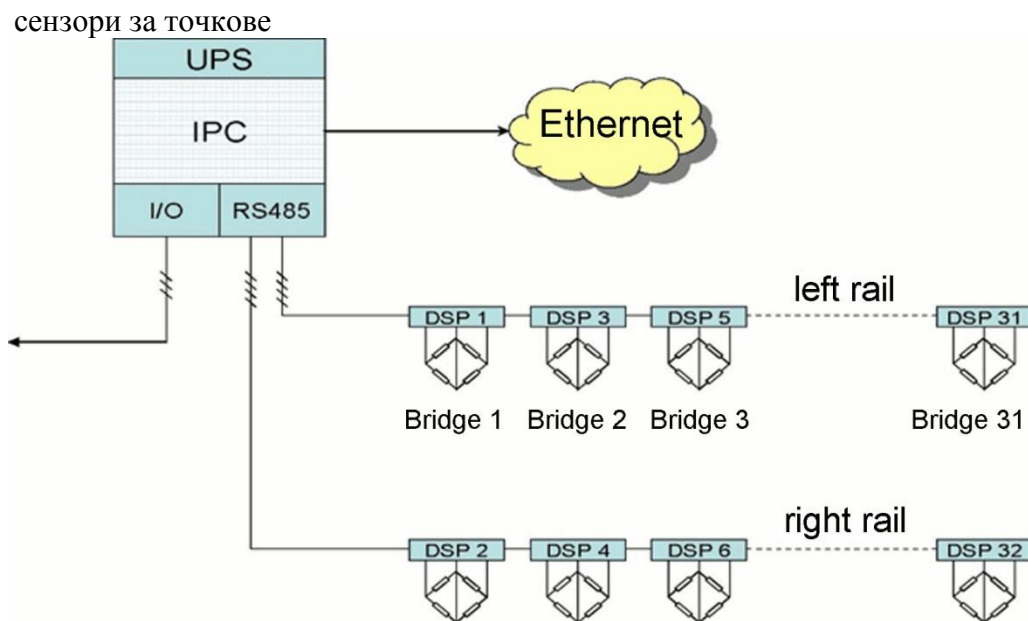 сензори за точкове
UPS
IPC
Ethernet
I/O RS485
left rail
DSP 1 DSP 3 DSP 5 DSP 31
Bridge 1 Bridge 2 Bridge 3 Bridge 31
right rail
DSP 2 DSP 4 DSP 6 DSP 32